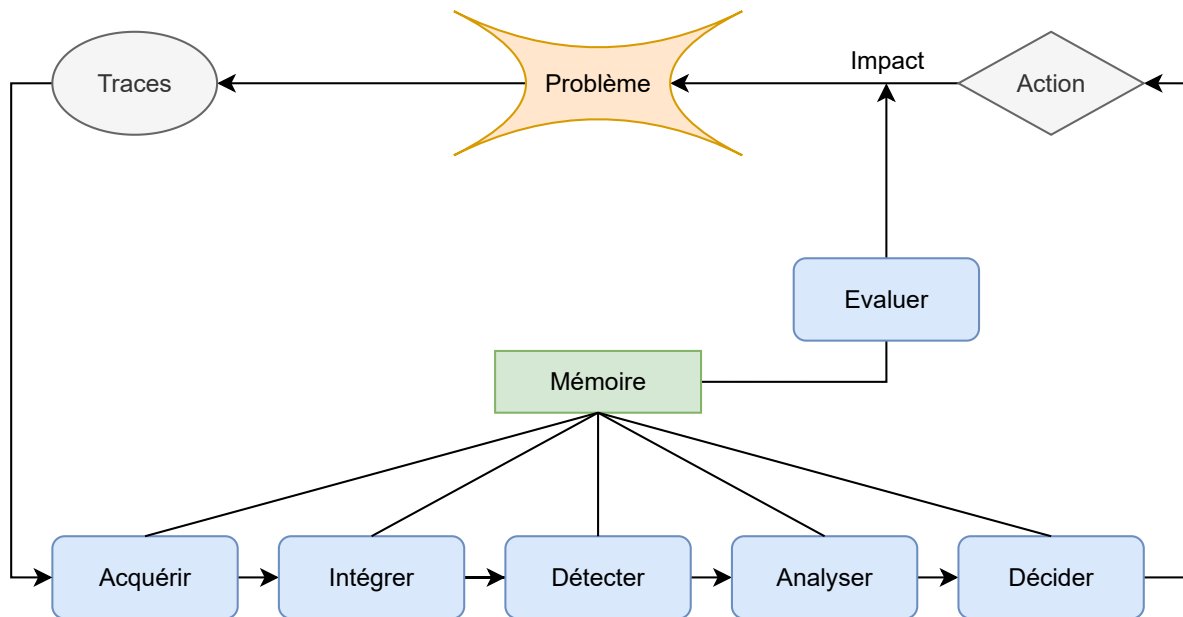 Impact
Traces
Problème
Action
Evaluer
Mémoire
Acquérir
Intégrer
Détecter
Analyser
Décider